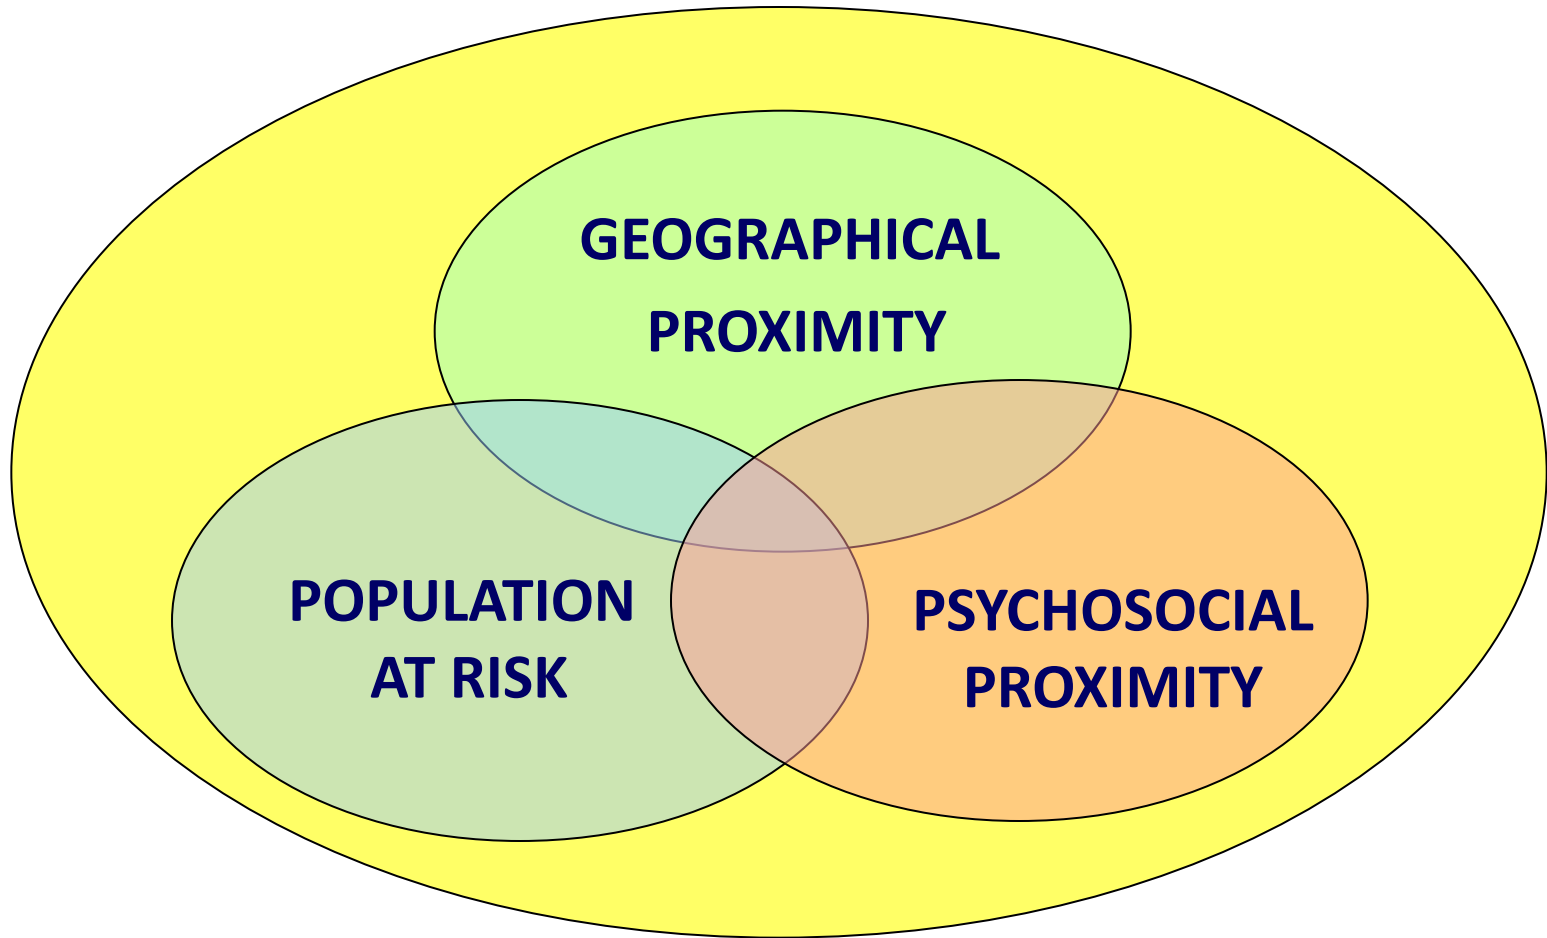 GEOGRAPHICAL
PROXIMITY
POPULATION
AT RISK
PSYCHOSOCIAL
PROXIMITY